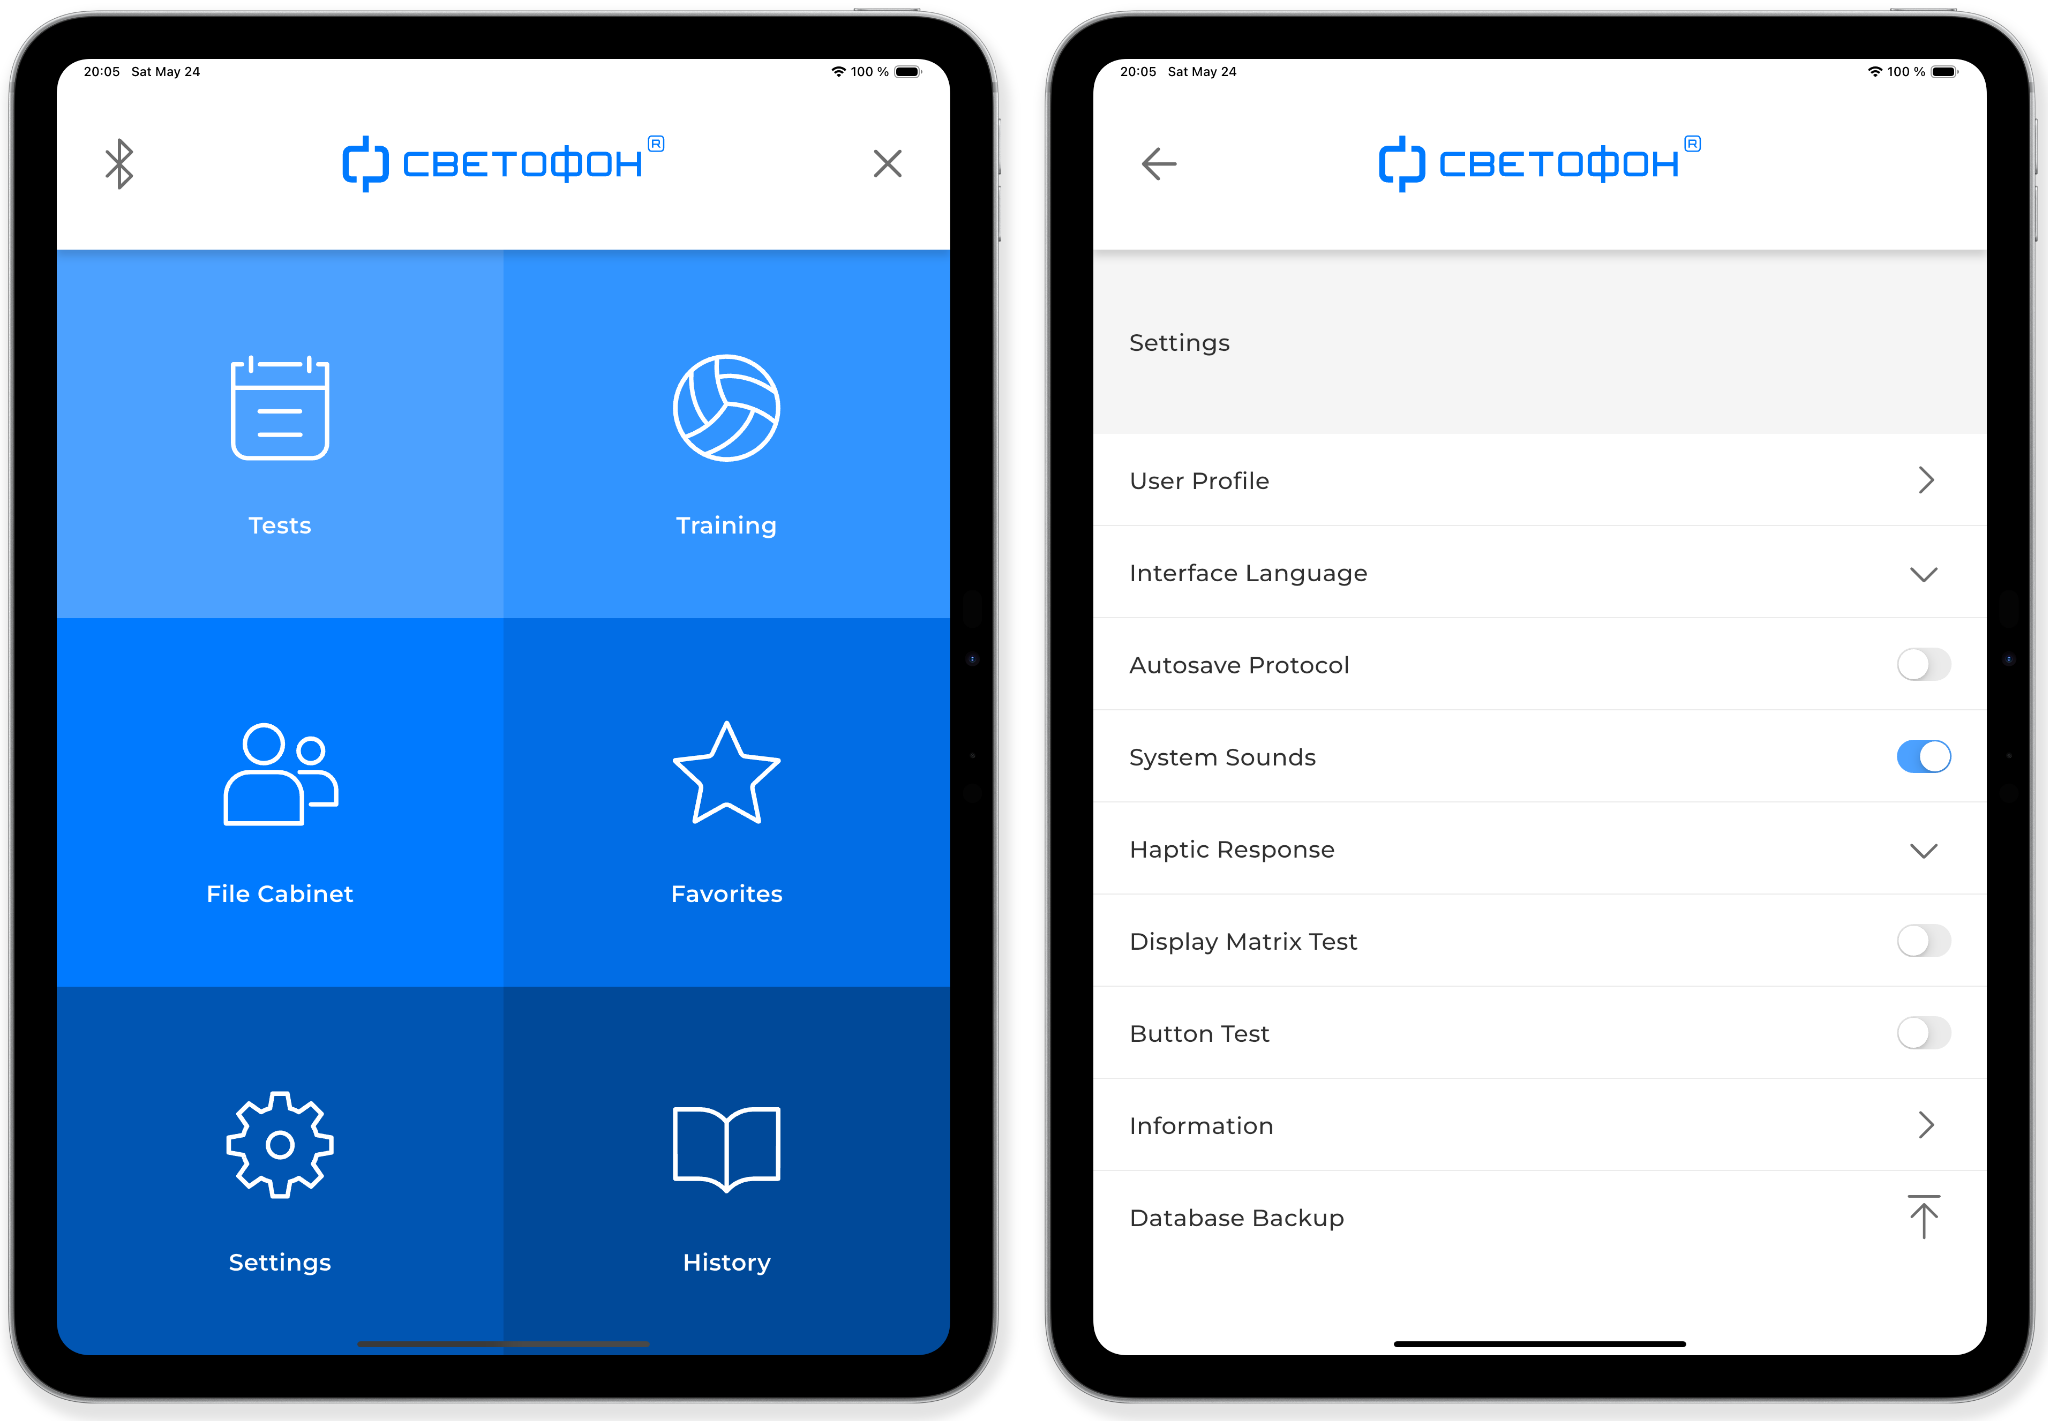 20:05 Sat May 24
100 %
СВЕТОФОН R
Tests
Training
File Cabinet
Favorites
Settings
History
20:05 Sat May 24
100 %
СВЕТОФОН R
Settings
User Profile
Interface Language
Autosave Protocol
System Sounds
Haptic Response
Display Matrix Test
Button Test
Information
Database Backup